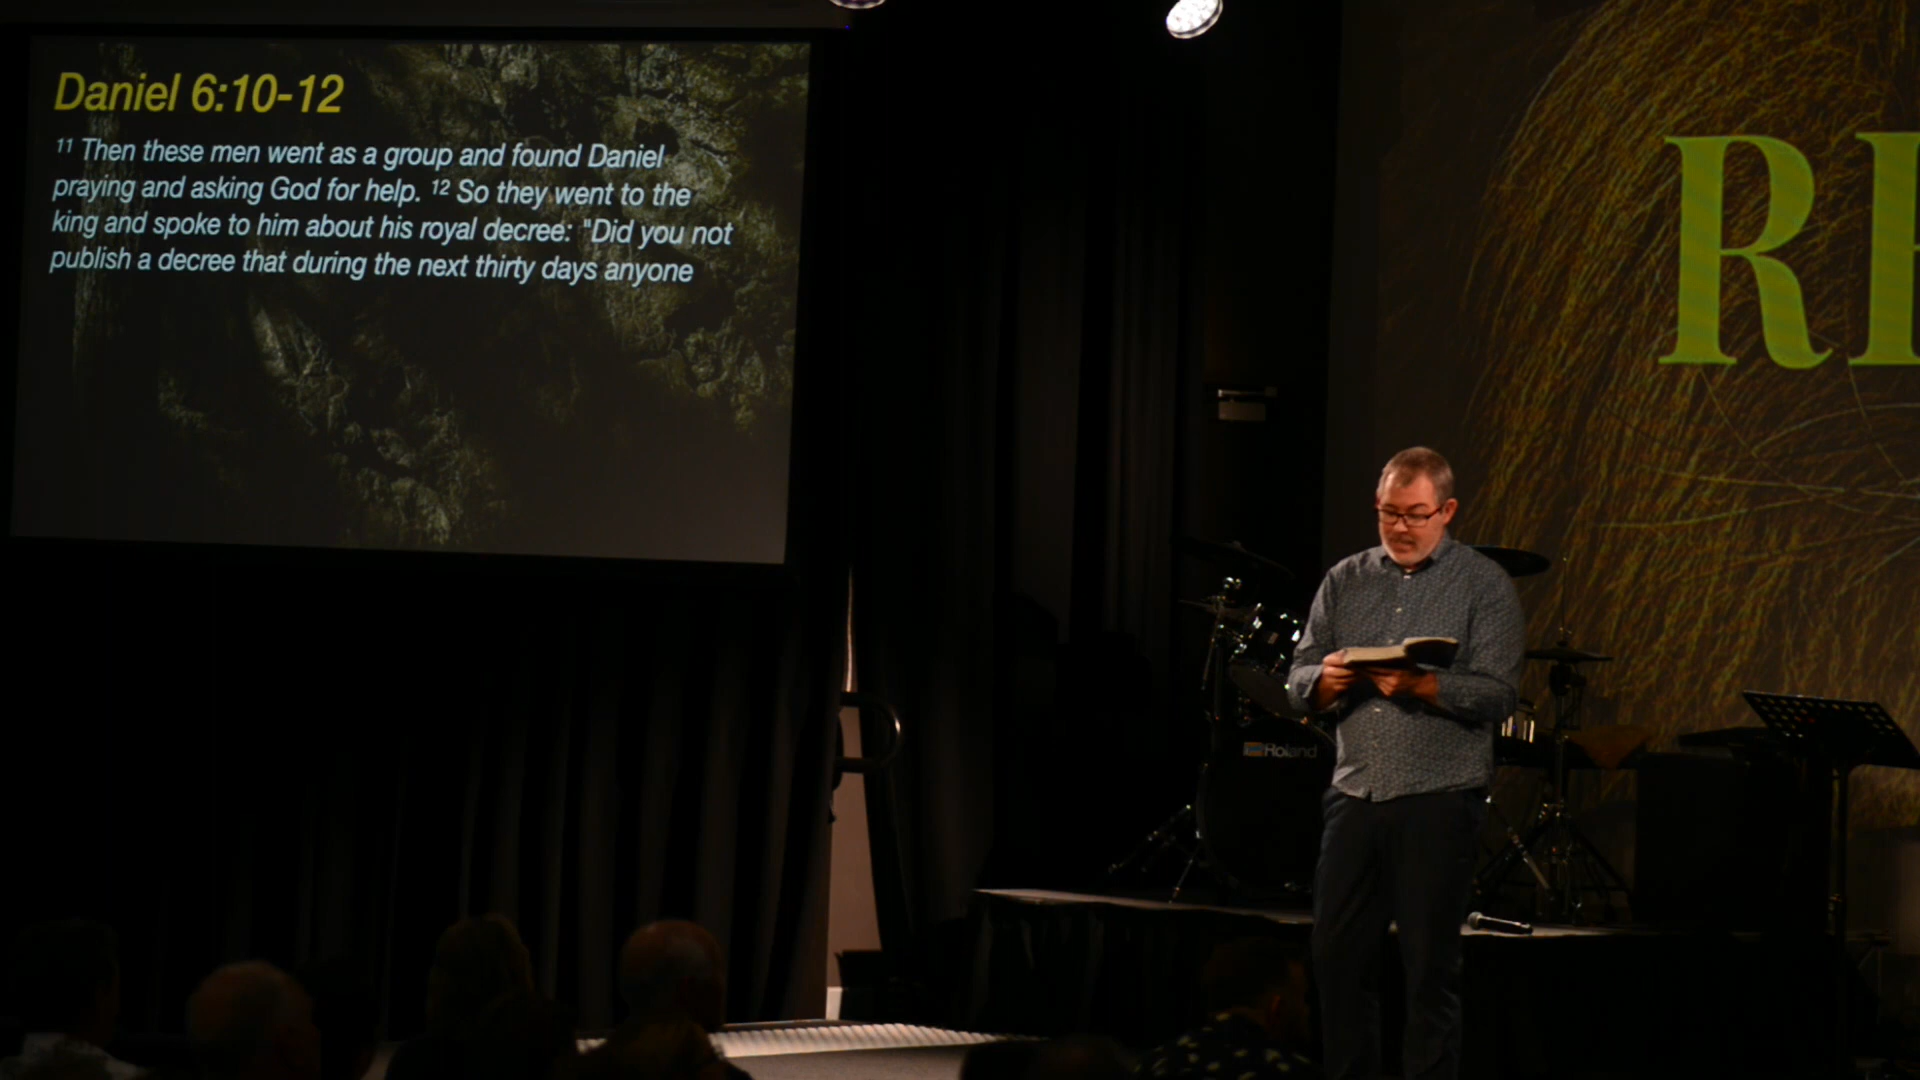 Daniel 6:10-12
11 Then these men went as a group and found Daniel
praying and asking God for help. 12 So they went to the
king and spoke to him about his royal decree: "Did you not
publish a decree that during the next thirty days anyone
RE
Roland